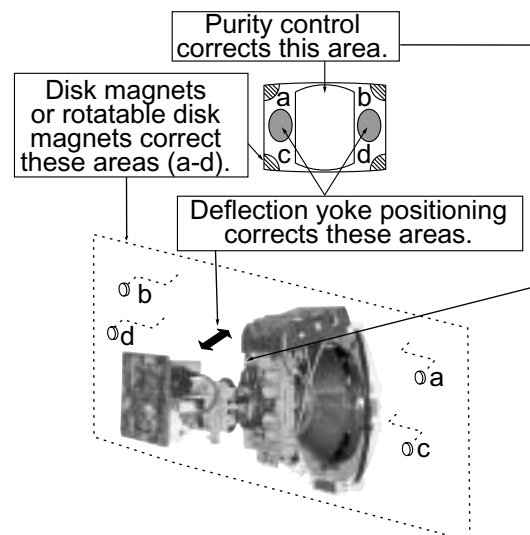 Purity control
corrects this area.
Disk magnets
or rotatable disk
magnets correct
these areas (a-d).
a
b
c
d
Deflection yoke positioning
corrects these areas.
b
d
a
c